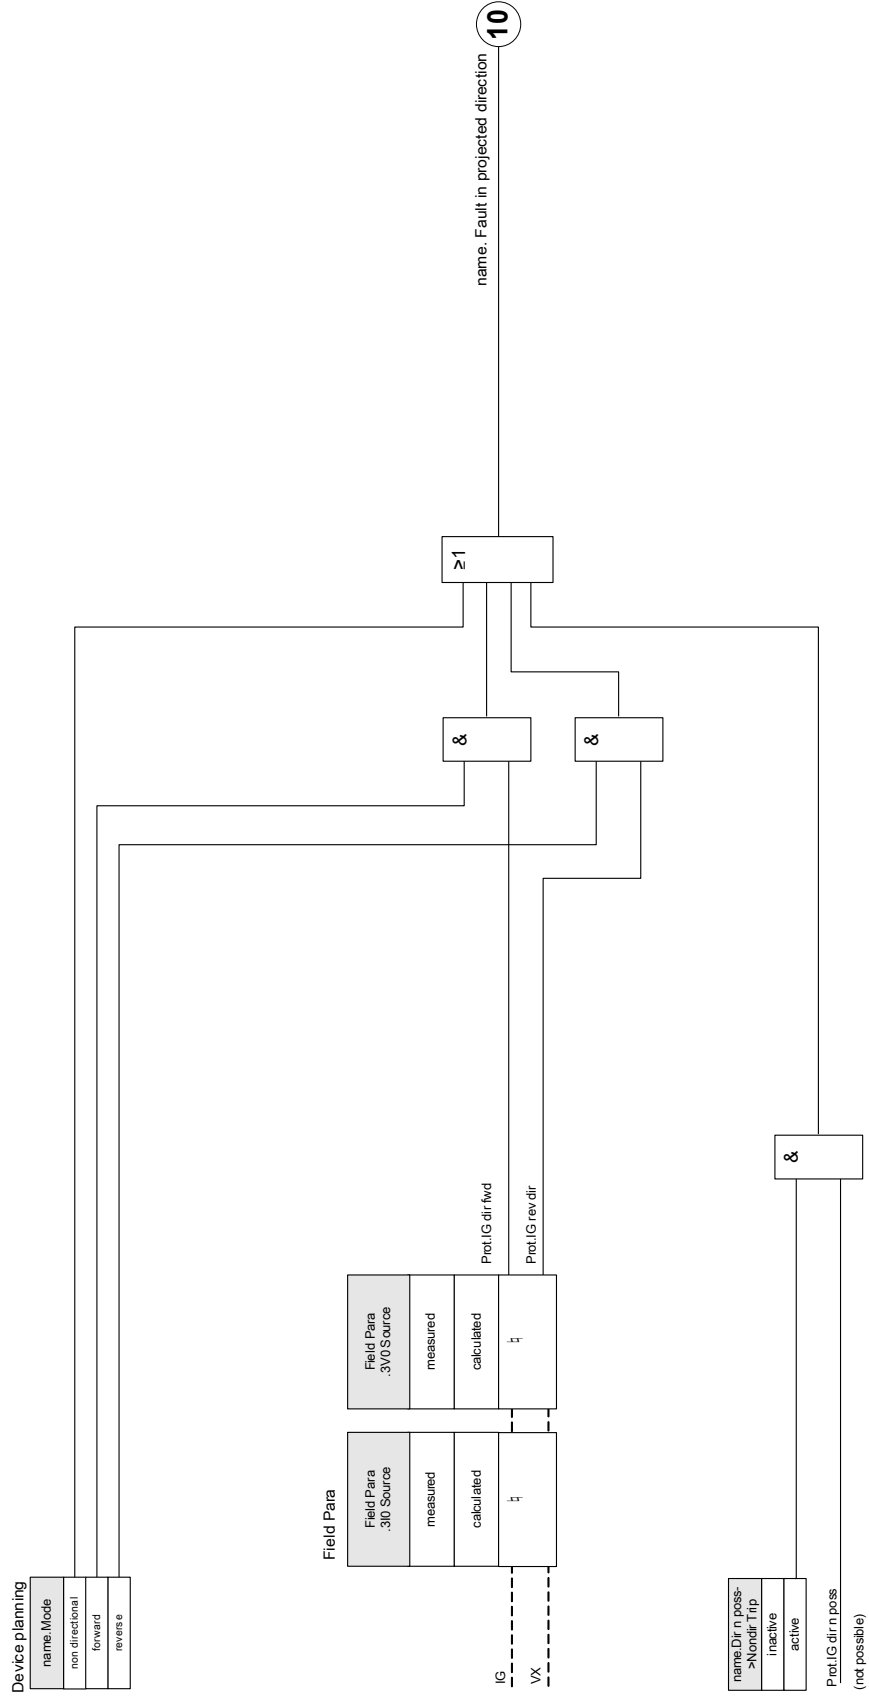 Device planning
name.Mode
non directional
forward
reverse
Field Para
Field Para
.3I0 Source
measured
calculated
Field Para
.3V0 Source
measured
calculated
IG
VX
Prot.IG dir fwd
Prot.IG rev dir
name.Dir n poss-
>Nondir Trip
inactive
active
Prot.IG dir n poss
(not possible)
&
&
&
≥1
name. Fault in projected direction
10